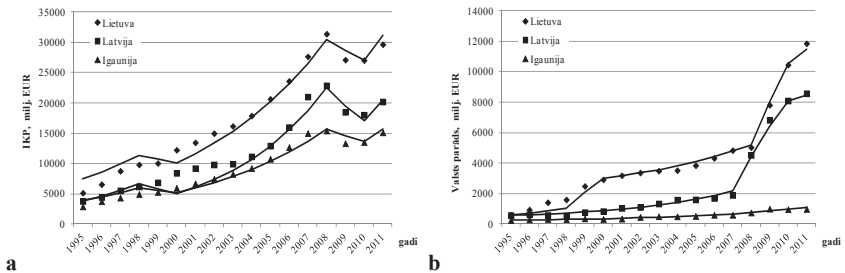 Lietuva
Latvija
Igaunija
IKP, milj. EUR
35000
30000
25000
20000
15000
10000
5000
0
1995 1996 1997 1998 1999 2000 2001 2002 2003 2004 2005 2006 2007 2008 2009 2010 2011
gadi
a
Lietuva
Latvija
Igaunija
Valsts parāds, milj. EUR
14000
12000
10000
8000
6000
4000
2000
0
1995 1996 1997 1998 1999 2000 2001 2002 2003 2004 2005 2006 2007 2008 2009 2010 2011
gadi
b